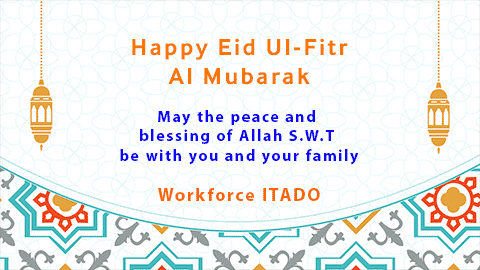 Happy Eid Ul-Fitr
Al Mubarak
May the peace and
blessing of Allah S.W.T
be with you and your family
Workforce ITADO